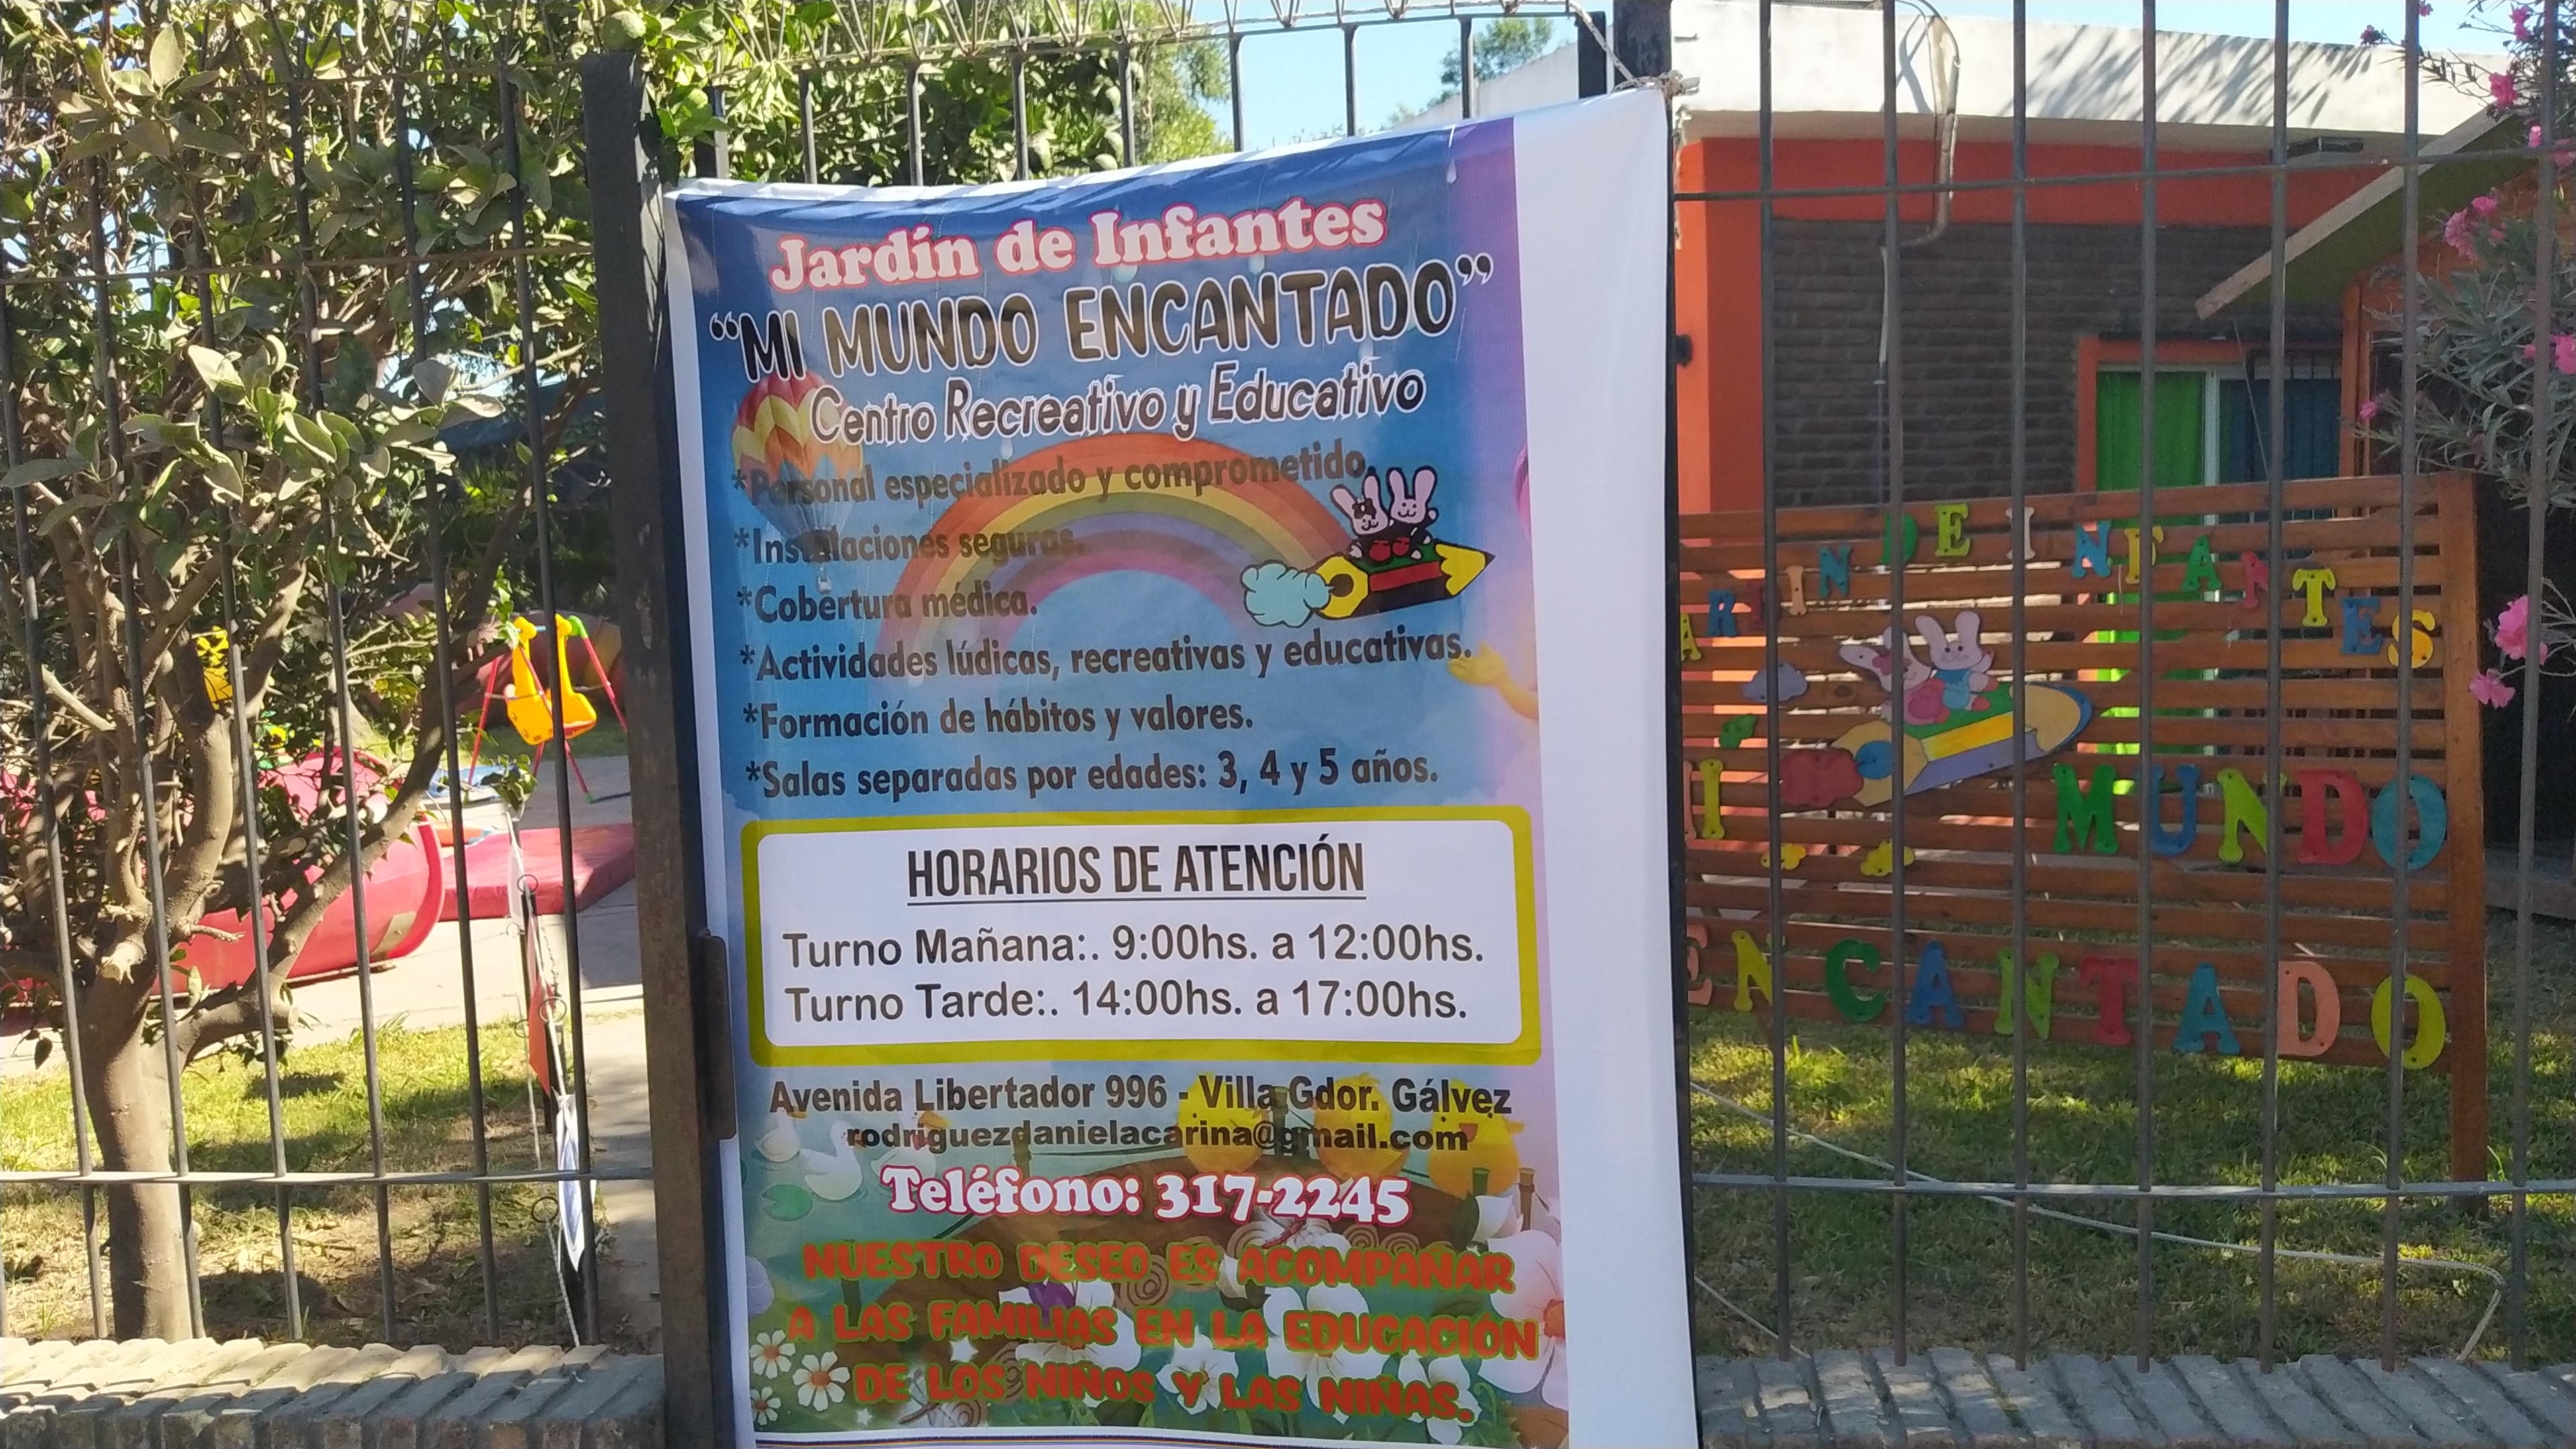 Jardín de Infantes
“MI MUNDO ENCANTADO”
Centro Recreativo y Educativo
*Personal especializado y comprometido.
*Instalaciones seguras.
*Cobertura médica.
*Actividades lúdicas, recreativas y educativas.
*Formación de hábitos y valores.
*Salas separadas por edades: 3, 4 y 5 años.
HORARIOS DE ATENCIÓN
Turno Mañana:. 9:00hs. a 12:00hs.
Turno Tarde:. 14:00hs. a 17:00hs.
Avenida Libertador 996 - Villa Gdor. Gálvez
rodriguezdanielacarina@gmail.com
Teléfono: 317-2245
NUESTRO DESEO ES ACOMPAÑAR
A LAS FAMILIAS EN LA EDUCACIÓN
DE LOS NIÑOS Y LAS NIÑAS.
ARDIN DE INFANTES
I MUNDO
ENCANTADO